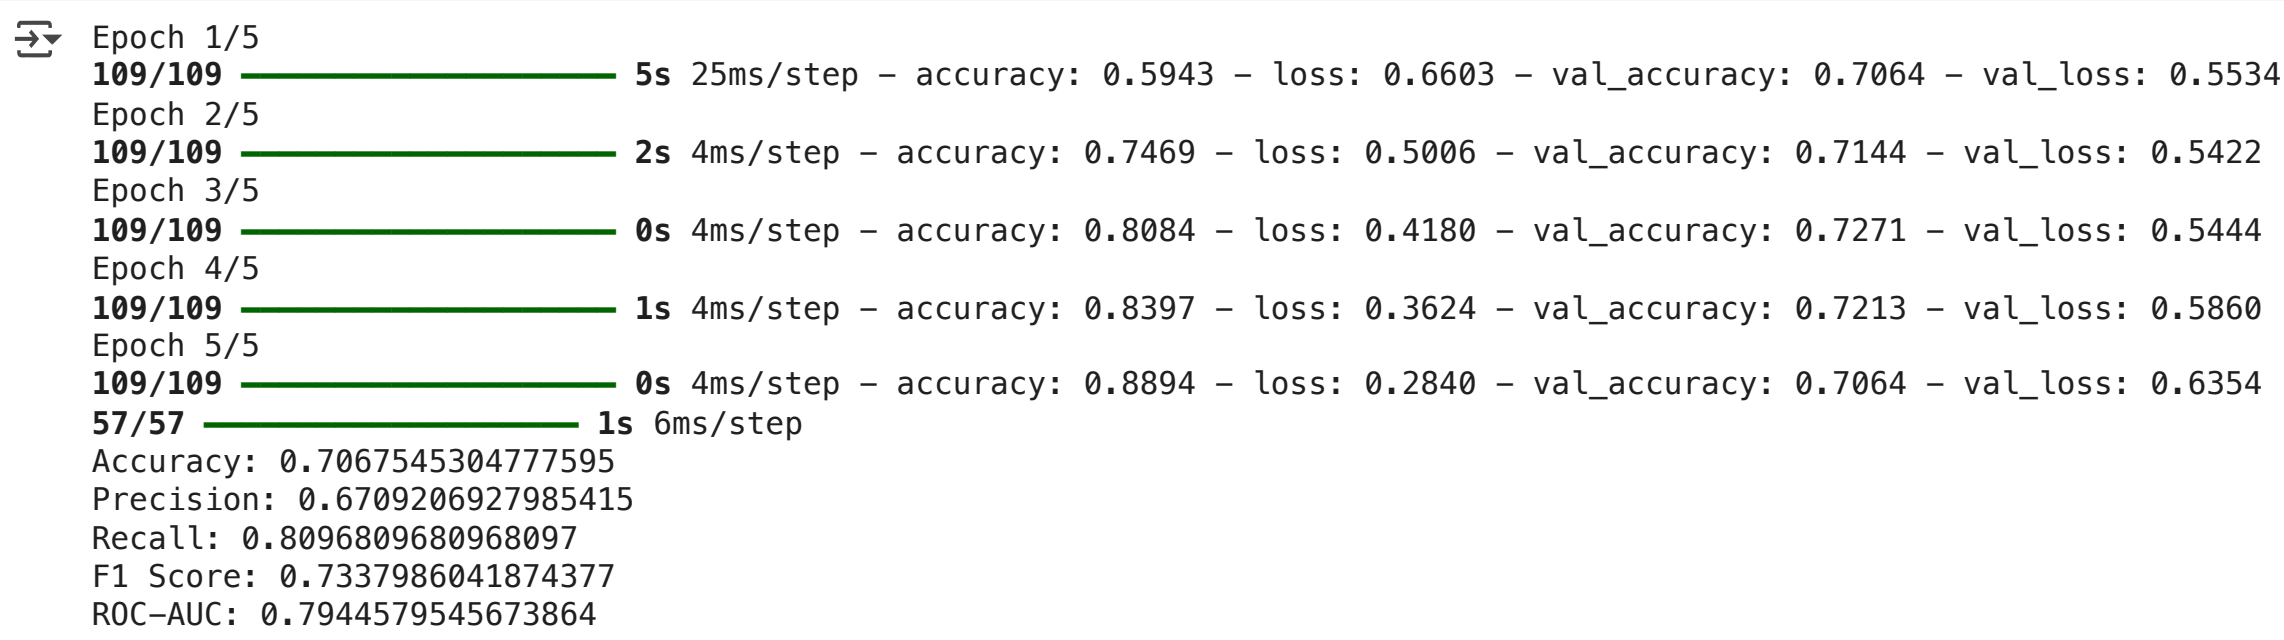 Epoch 1/5
109/109 ━━━━━━━━━━━━━━━━━━━━ 5s 25ms/step - accuracy: 0.5943 - loss: 0.6603 - val_accuracy: 0.7064 - val_loss: 0.5534
Epoch 2/5
109/109 ━━━━━━━━━━━━━━━━━━━━ 2s 4ms/step - accuracy: 0.7469 - loss: 0.5006 - val_accuracy: 0.7144 - val_loss: 0.5422
Epoch 3/5
109/109 ━━━━━━━━━━━━━━━━━━━━ 0s 4ms/step - accuracy: 0.8084 - loss: 0.4180 - val_accuracy: 0.7271 - val_loss: 0.5444
Epoch 4/5
109/109 ━━━━━━━━━━━━━━━━━━━━ 1s 4ms/step - accuracy: 0.8397 - loss: 0.3624 - val_accuracy: 0.7213 - val_loss: 0.5860
Epoch 5/5
109/109 ━━━━━━━━━━━━━━━━━━━━ 0s 4ms/step - accuracy: 0.8894 - loss: 0.2840 - val_accuracy: 0.7064 - val_loss: 0.6354
57/57 ━━━━━━━━━━━━━━━━━━━━ 1s 6ms/step
Accuracy: 0.7067545304777595
Precision: 0.6709206927985415
Recall: 0.8096809680968097
F1 Score: 0.7337986041874377
ROC-AUC: 0.7944579545673864